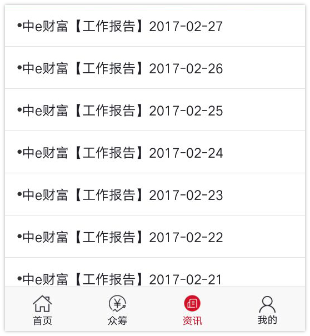 •中e财富【工作报告】2017-02-27
•中e财富【工作报告】2017-02-26
•中e财富【工作报告】2017-02-25
•中e财富【工作报告】2017-02-24
•中e财富【工作报告】2017-02-23
•中e财富【工作报告】2017-02-22
•中e财富【工作报告】2017-02-21
首页 众筹 资讯 我的